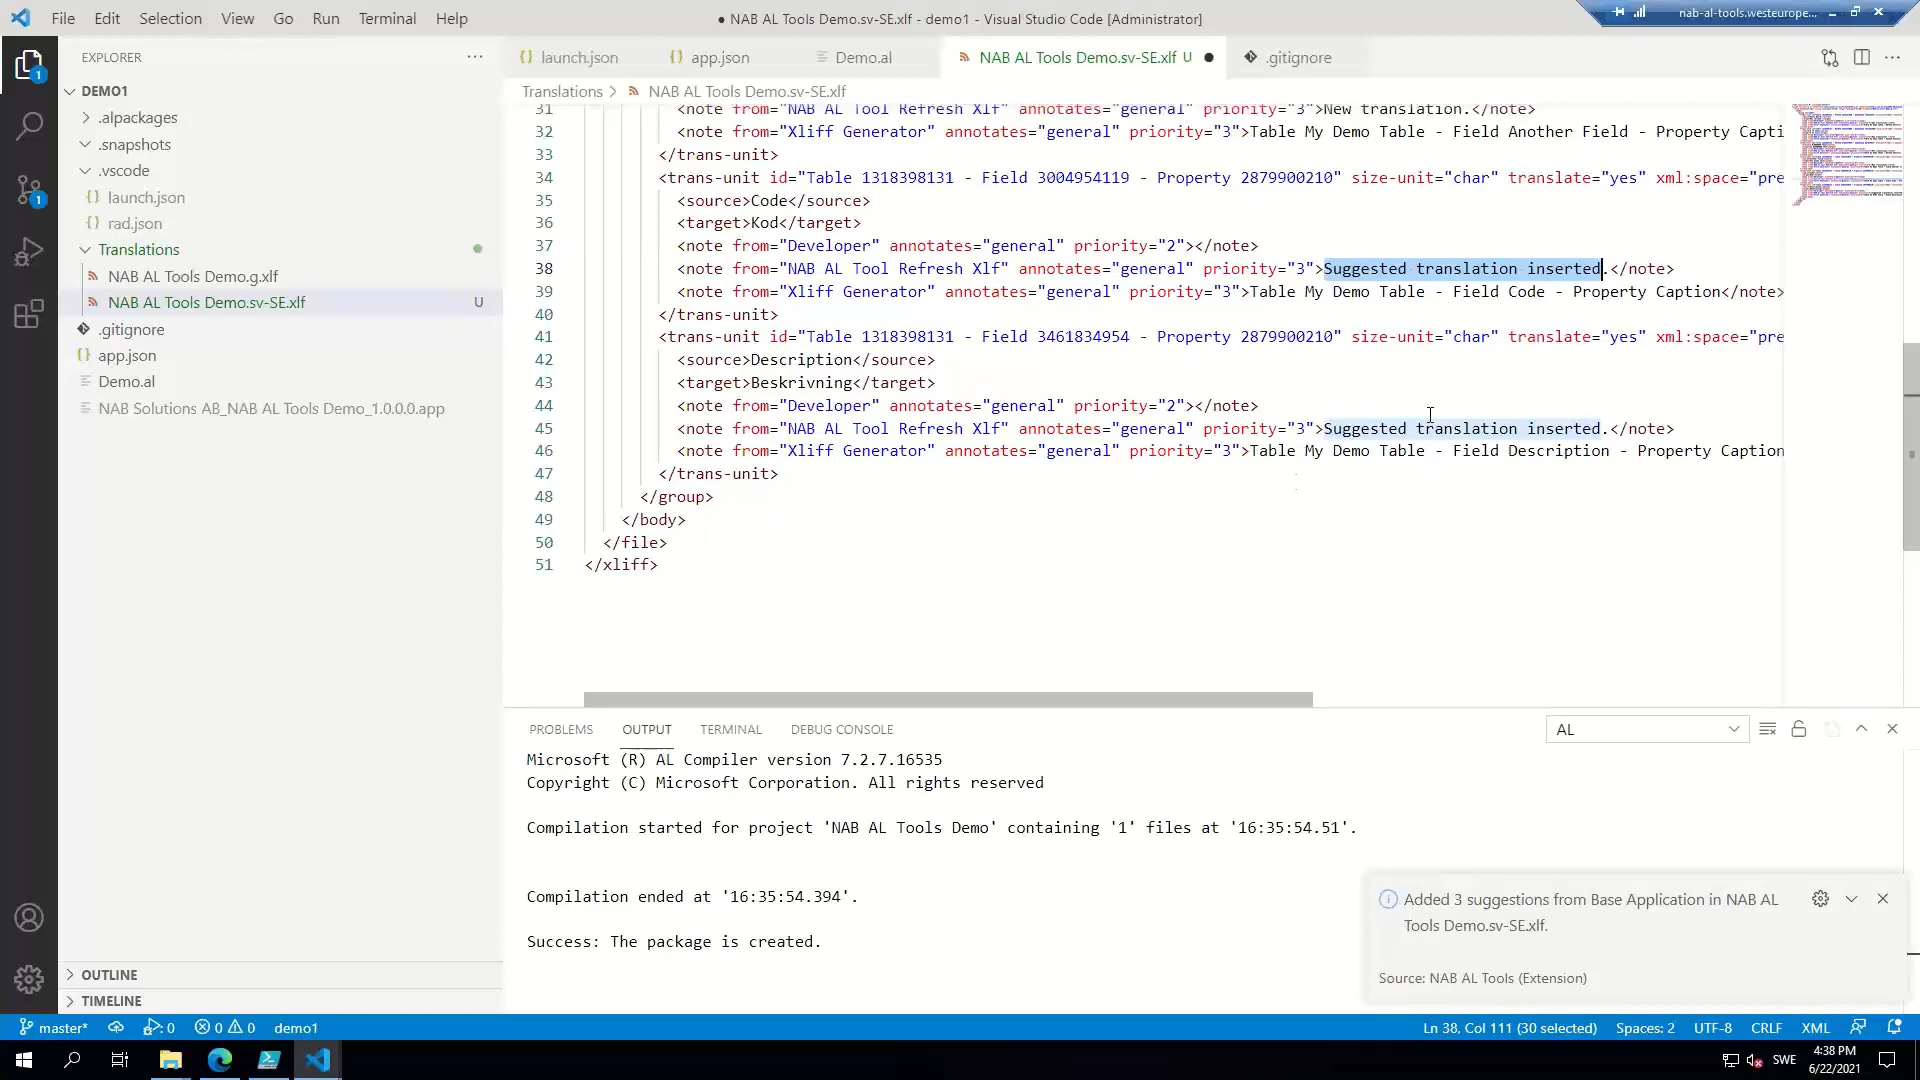 File Edit Selection View Go Run Terminal Help
● NAB AL Tools Demo.sv-SE.xlf - demo1 - Visual Studio Code [Administrator]
nab-al-tools.westeurope...
EXPLORER
launch.json
app.json
Demo.al
NAB AL Tools Demo.sv-SE.xlf U
.gitignore
Translations > NAB AL Tools Demo.sv-SE.xlf
DEMO1
.alpackages
.snapshots
.vscode
launch.json
rad.json
Translations
NAB AL Tools Demo.g.xlf
NAB AL Tools Demo.sv-SE.xlf U
.gitignore
app.json
Demo.al
NAB Solutions AB_NAB AL Tools Demo_1.0.0.0.app
OUTLINE
TIMELINE
31 <note from="NAB AL Tool Refresh Xlf" annotates="general" priority="3">New translation.</note>
32 <note from="Xliff Generator" annotates="general" priority="3">Table My Demo Table - Field Another Field - Property Capti
33 </trans-unit>
34 <trans-unit id="Table 1318398131 - Field 3004954119 - Property 2879900210" size-unit="char" translate="yes" xml:space="pre
35 <source>Code</source>
36 <target>Kod</target>
37 <note from="Developer" annotates="general" priority="2"></note>
38 <note from="NAB AL Tool Refresh Xlf" annotates="general" priority="3">Suggested translation inserted.</note>
39 <note from="Xliff Generator" annotates="general" priority="3">Table My Demo Table - Field Code - Property Caption</note>
40 </trans-unit>
41 <trans-unit id="Table 1318398131 - Field 3461834954 - Property 2879900210" size-unit="char" translate="yes" xml:space="pre
42 <source>Description</source>
43 <target>Beskrivning</target>
44 <note from="Developer" annotates="general" priority="2"></note>
45 <note from="NAB AL Tool Refresh Xlf" annotates="general" priority="3">Suggested translation inserted.</note>
46 <note from="Xliff Generator" annotates="general" priority="3">Table My Demo Table - Field Description - Property Caption
47 </trans-unit>
48 </group>
49 </body>
50 </file>
51 </xliff>
PROBLEMS OUTPUT TERMINAL DEBUG CONSOLE
AL
Microsoft (R) AL Compiler version 7.2.7.16535
Copyright (C) Microsoft Corporation. All rights reserved
Compilation started for project 'NAB AL Tools Demo' containing '1' files at '16:35:54.51'.
Compilation ended at '16:35:54.394'.
Success: The package is created.
Added 3 suggestions from Base Application in NAB AL
Tools Demo.sv-SE.xlf.
Source: NAB AL Tools (Extension)
master* 0 0 0 demo1
Ln 38, Col 111 (30 selected) Spaces: 2 UTF-8 CRLF XML
SWE
4:38 PM
6/22/2021